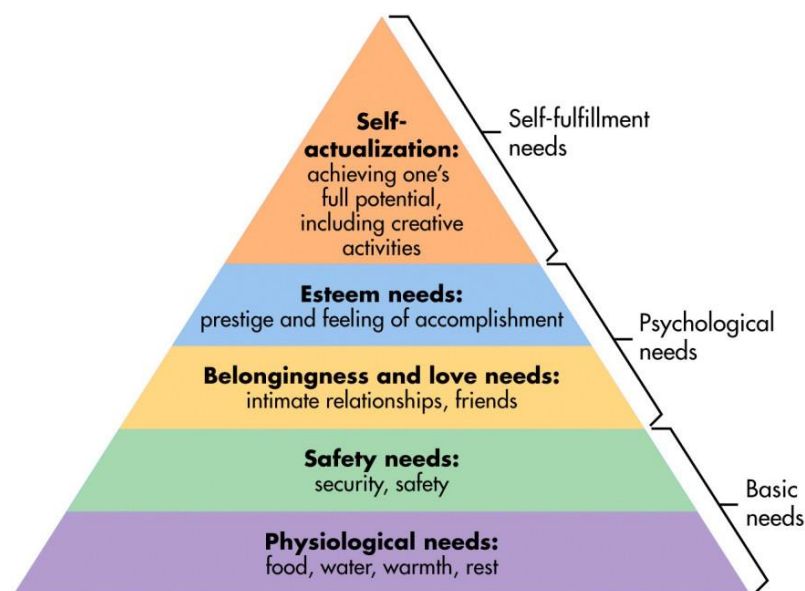 Self-
actualization:
achieving one's
full potential,
including creative
activities
Self-fulfillment
needs
Esteem needs:
prestige and feeling of accomplishment
Psychological
needs
Belongingness and love needs:
intimate relationships, friends
Safety needs:
security, safety
Basic
needs
Physiological needs:
food, water, warmth, rest